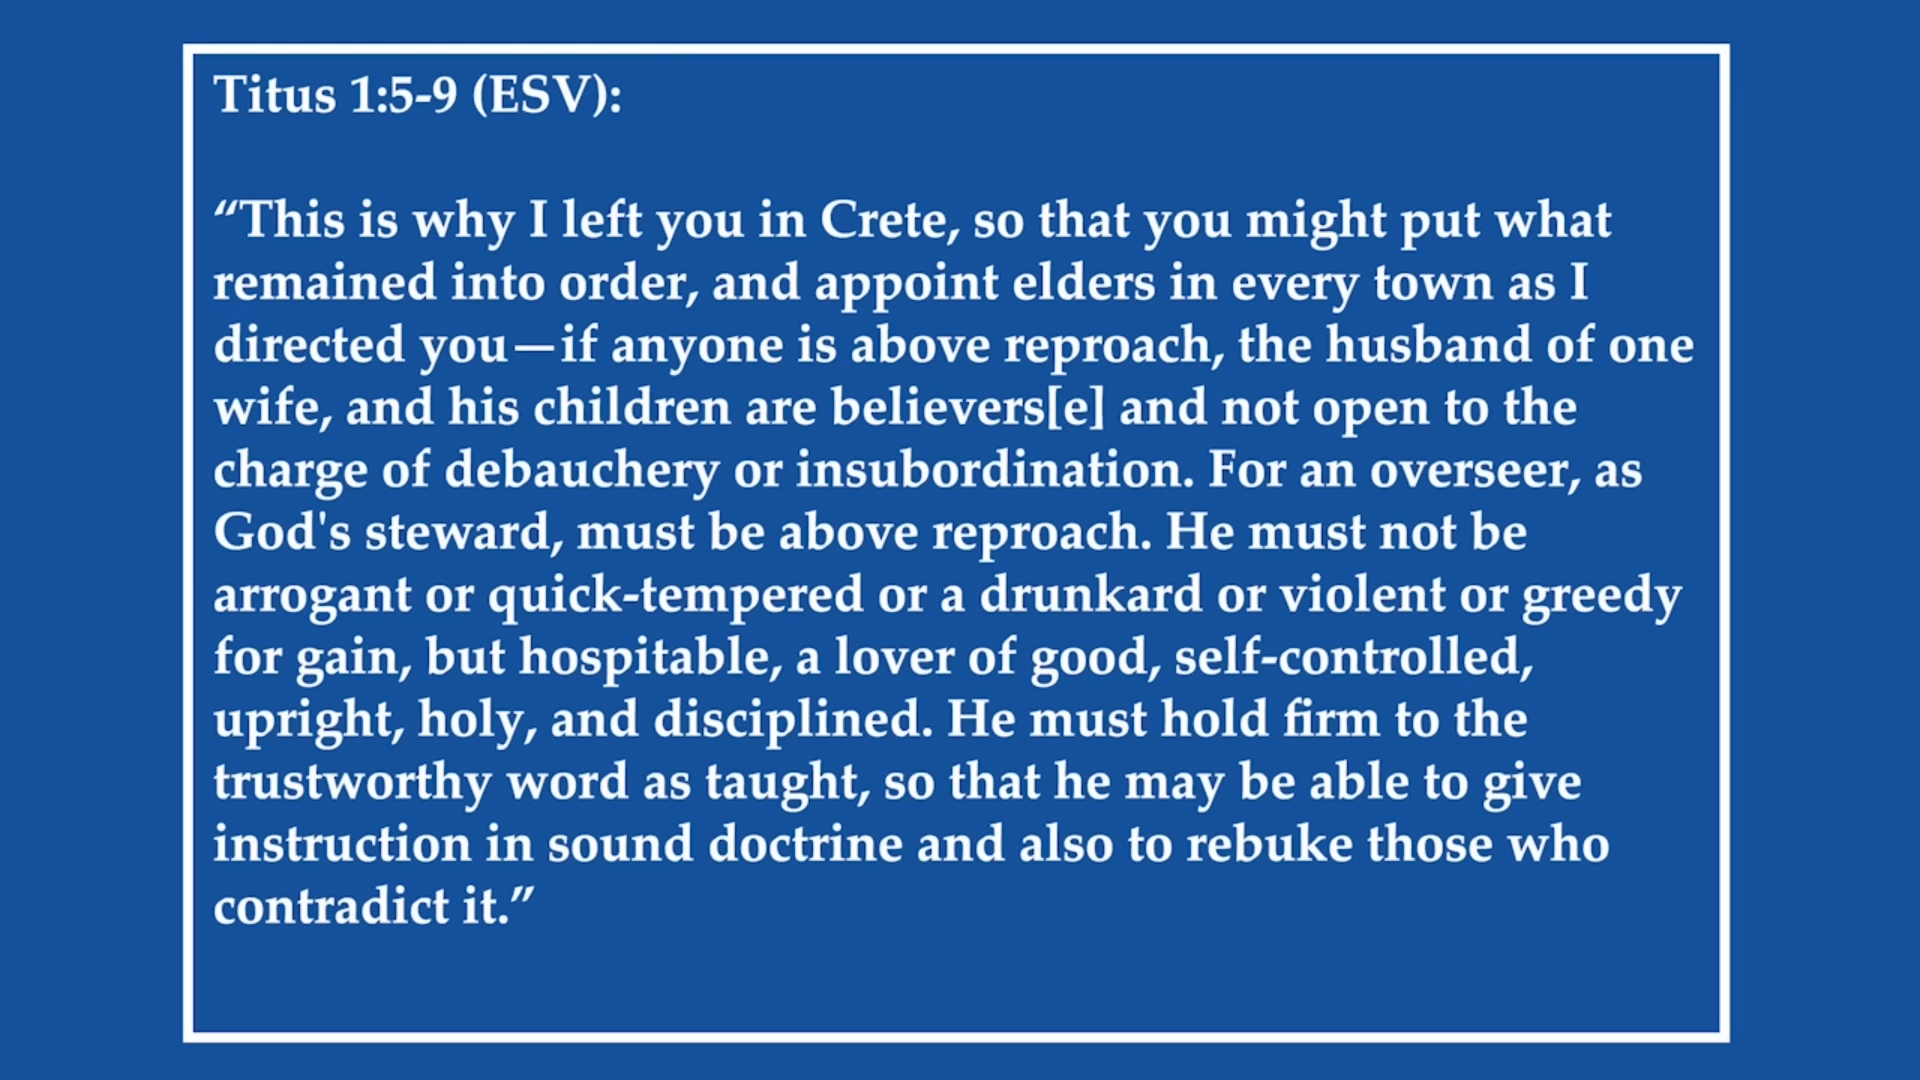 Titus 1:5-9 (ESV):
“This is why I left you in Crete, so that you might put what
remained into order, and appoint elders in every town as I
directed you—if anyone is above reproach, the husband of one
wife, and his children are believers[e] and not open to the
charge of debauchery or insubordination. For an overseer, as
God's steward, must be above reproach. He must not be
arrogant or quick-tempered or a drunkard or violent or greedy
for gain, but hospitable, a lover of good, self-controlled,
upright, holy, and disciplined. He must hold firm to the
trustworthy word as taught, so that he may be able to give
instruction in sound doctrine and also to rebuke those who
contradict it.”